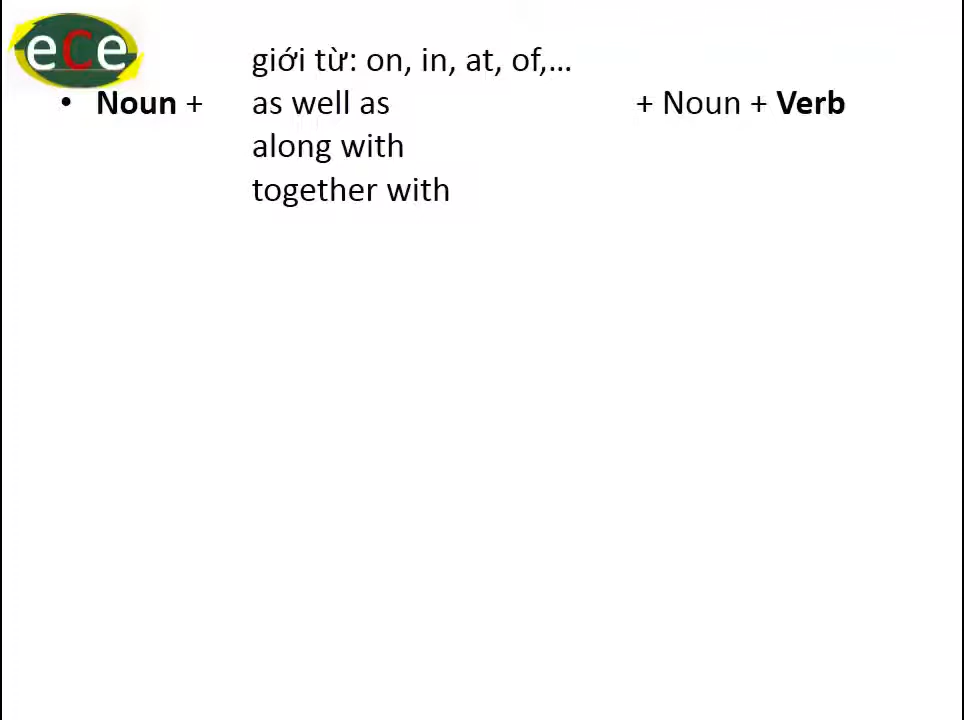 eCe
giới từ: on, in, at, of,…
• Noun + as well as + Noun + Verb
along with
together with